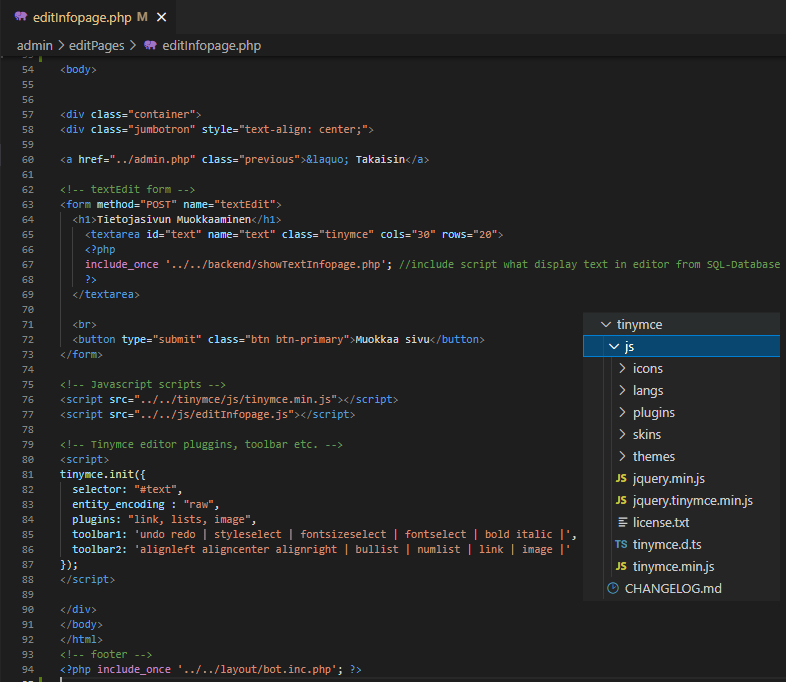 editInfopage.php M
admin > editPages > editInfopage.php
54 <body>
55
56
57 <div class="container">
58 <div class="jumbotron" style="text-align: center;">
59
60 <a href="../admin.php" class="previous">&laquo; Takaisin</a>
61
62 <!-- textEdit form -->
63 <form method="POST" name="textEdit">
64 <h1>Tietojasivun Muokkaaminen</h1>
65 <textarea id="text" name="text" class="tinymce" cols="30" rows="20">
66 <?php
67 include_once '../../backend/showTextInfopage.php'; //include script what display text in editor from SQL-Database
68 ?>
69 </textarea>
70
71 <br>
72 <button type="submit" class="btn btn-primary">Muokkaa sivu</button>
73 </form>
74
75 <!-- Javascript scripts -->
76 <script src="../../tinymce/js/tinymce.min.js"></script>
77 <script src="../../js/editInfopage.js"></script>
78
79 <!-- Tinymce editor pluggins, toolbar etc. -->
80 <script>
81 tinymce.init({
82 selector: "#text",
83 entity_encoding : "raw",
84 plugins: "link, lists, image",
85 toolbar1: 'undo redo | styleselect | fontsizeselect | fontselect | bold italic |',
86 toolbar2: 'alignleft aligncenter alignright | bullist | numlist | link | image |'
87 });
88 </script>
89
90 </div>
91 </body>
92 </html>
93 <!-- footer -->
94 <?php include_once '../../layout/bot.inc.php'; ?>
tinymce
js
icons
langs
plugins
skins
themes
JS jquery.min.js
JS jquery.tinymce.min.js
license.txt
TS tinymce.d.ts
JS tinymce.min.js
CHANGELOG.md